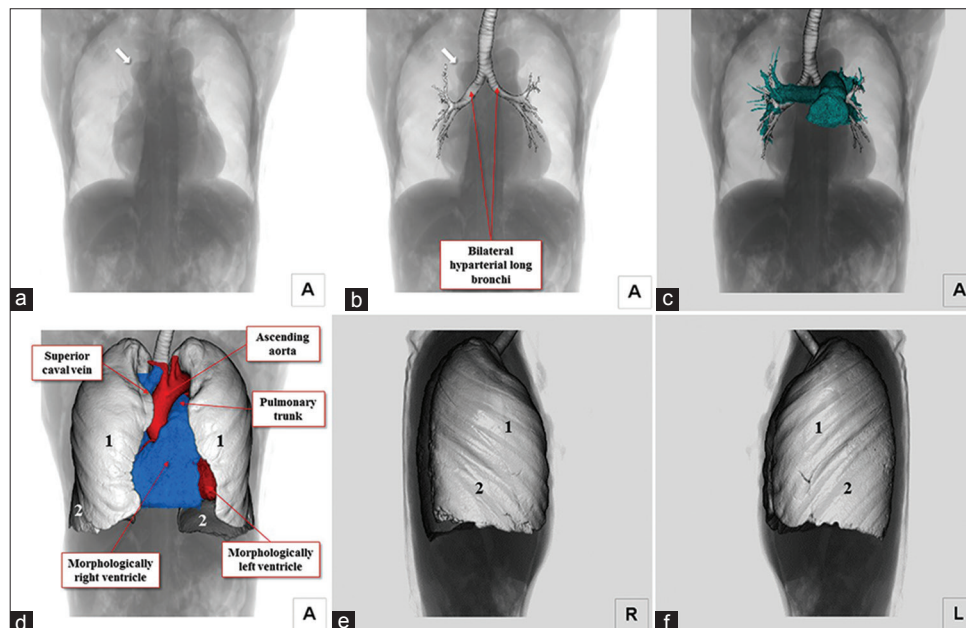 a
A
b
Bilateral
hyparterial long
bronchi
A
c
A
d
Superior
caval vein
Ascending
aorta
Pulmonary
trunk
1
1
2
2
Morphologically
right ventricle
Morphologically
left ventricle
A
e
1
2
R
f
1
2
L